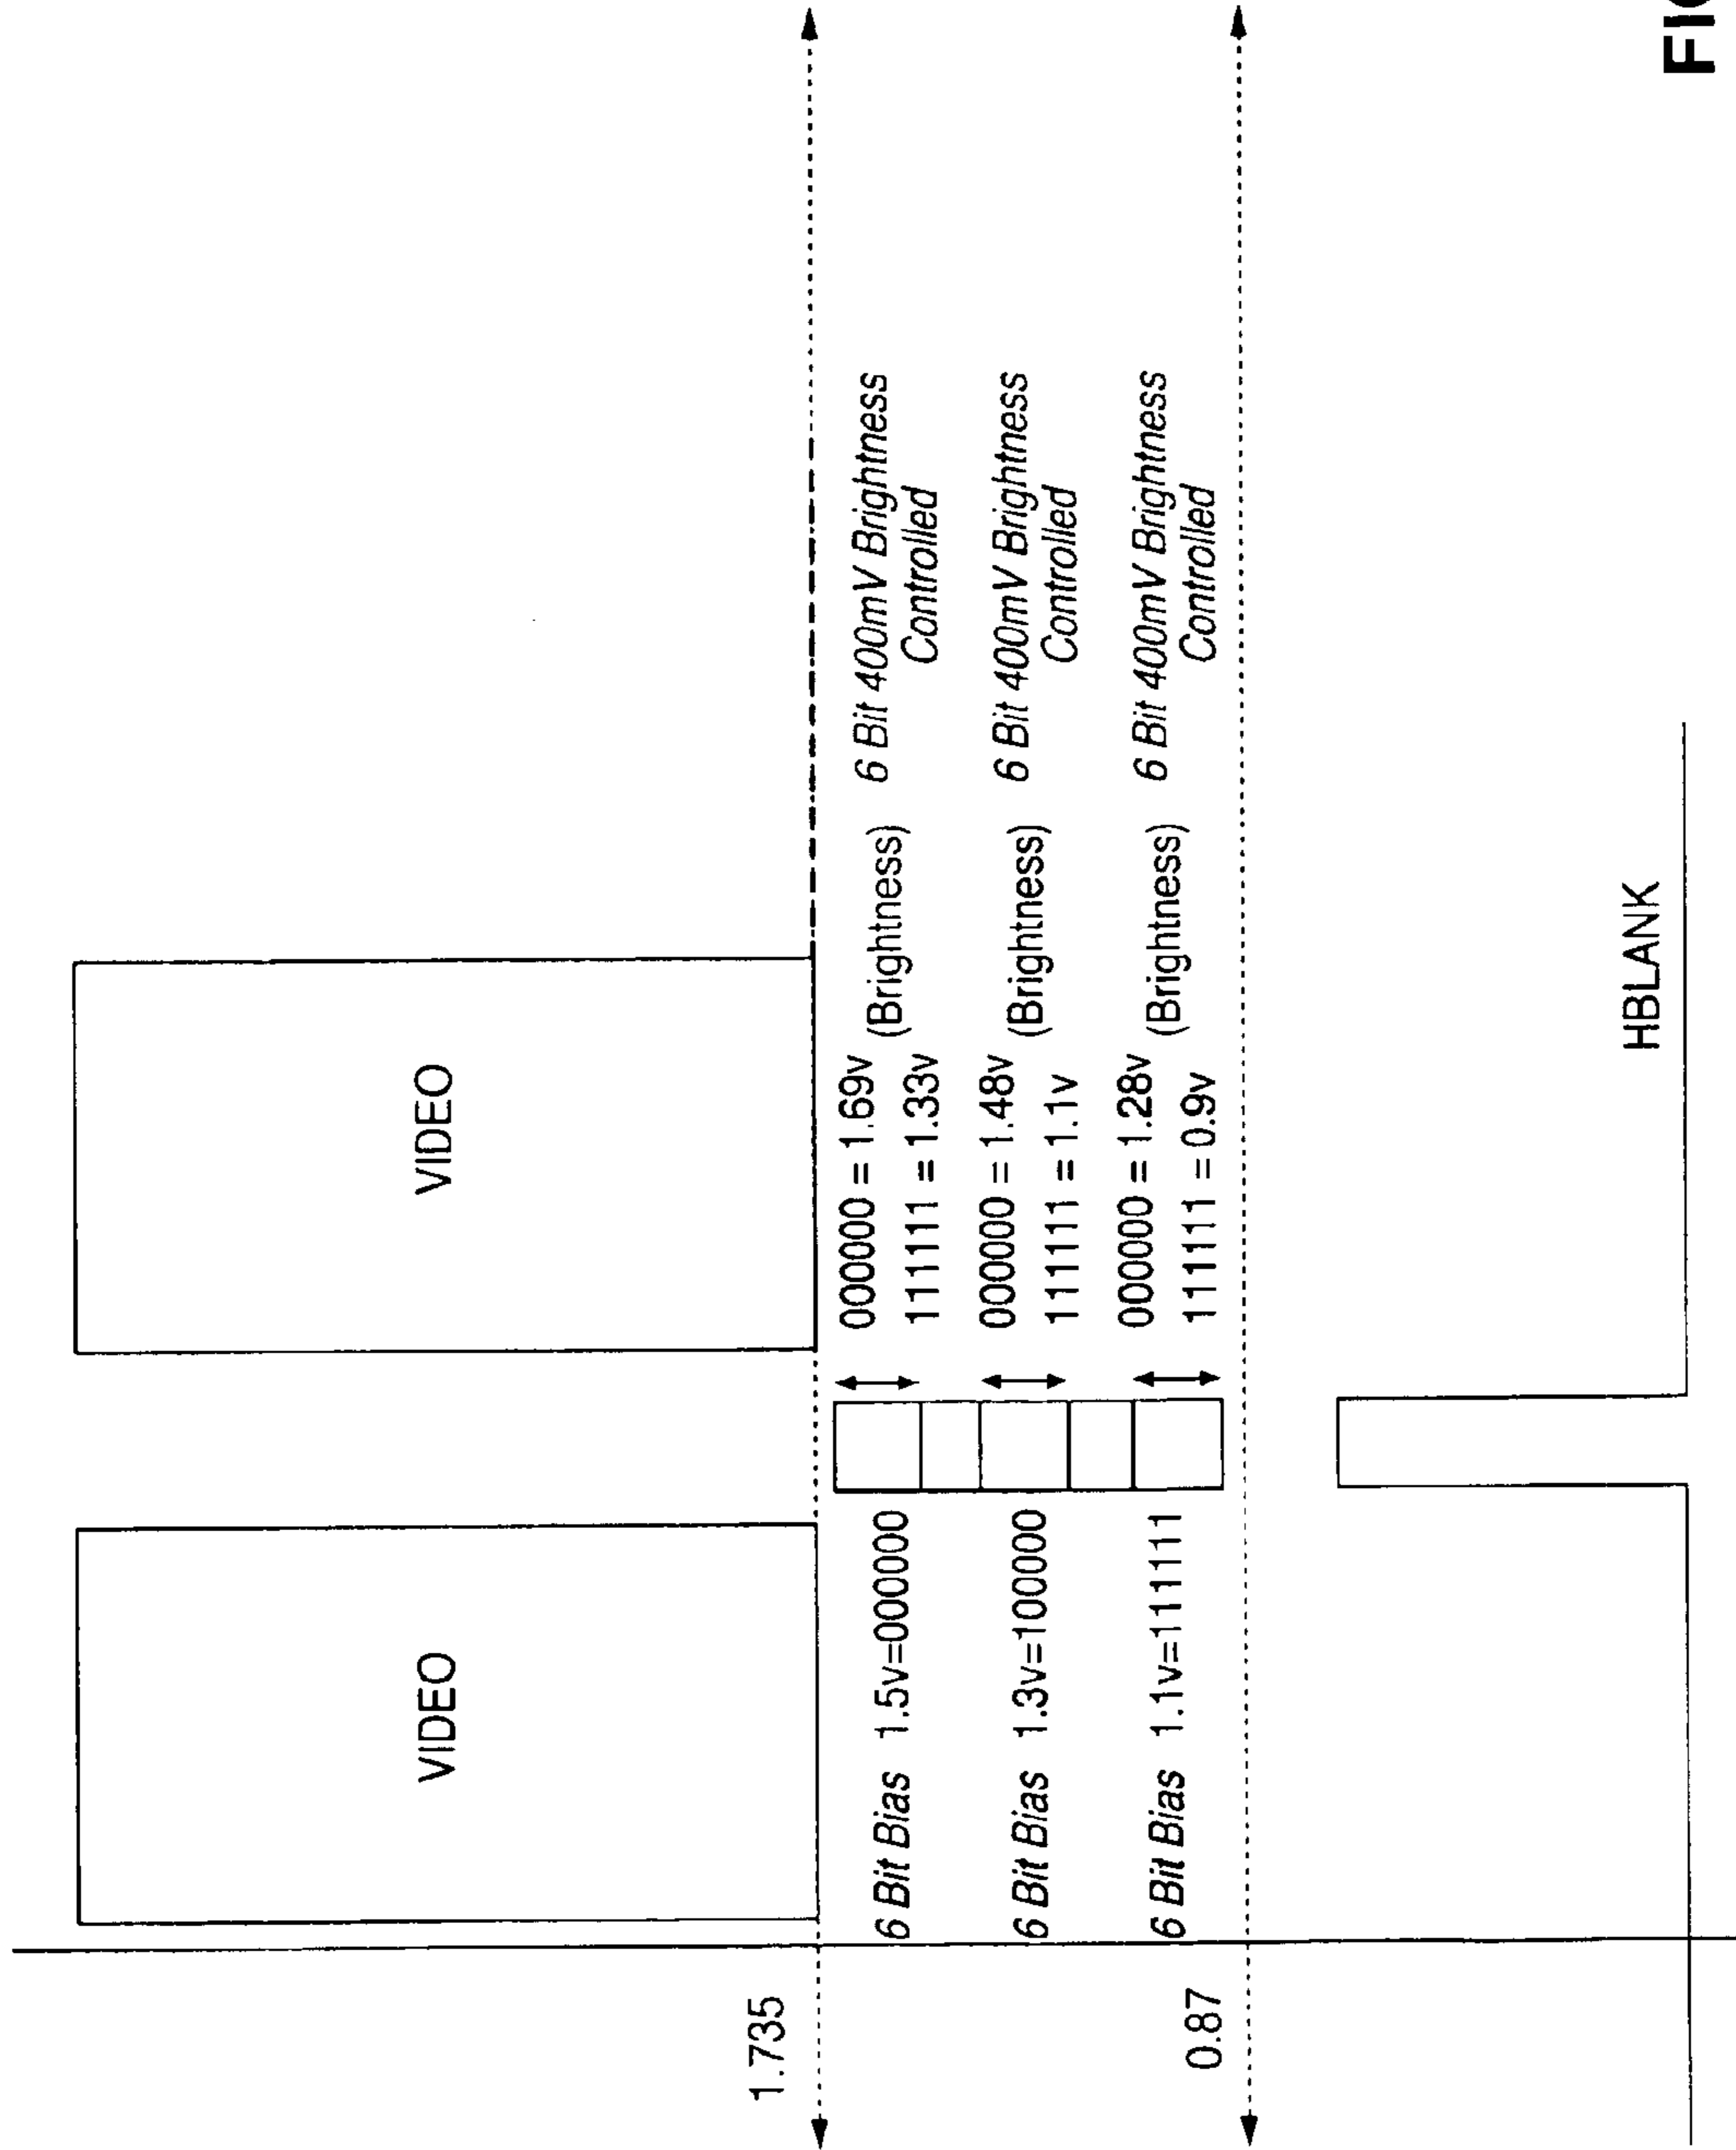 VIDEO
VIDEO
1.735
6 Bit Bias 1.5v=000000
000000 = 1.69v
111111 = 1.33v
(Brightness)
6 Bit 400mV Brightness
Controlled
6 Bit Bias 1.3v=100000
000000 = 1.48v
111111 = 1.1v
(Brightness)
6 Bit 400mV Brightness
Controlled
6 Bit Bias 1.1v=111111
000000 = 1.28v
111111 = 0.9v
(Brightness)
6 Bit 400mV Brightness
Controlled
0.87
HBLANK